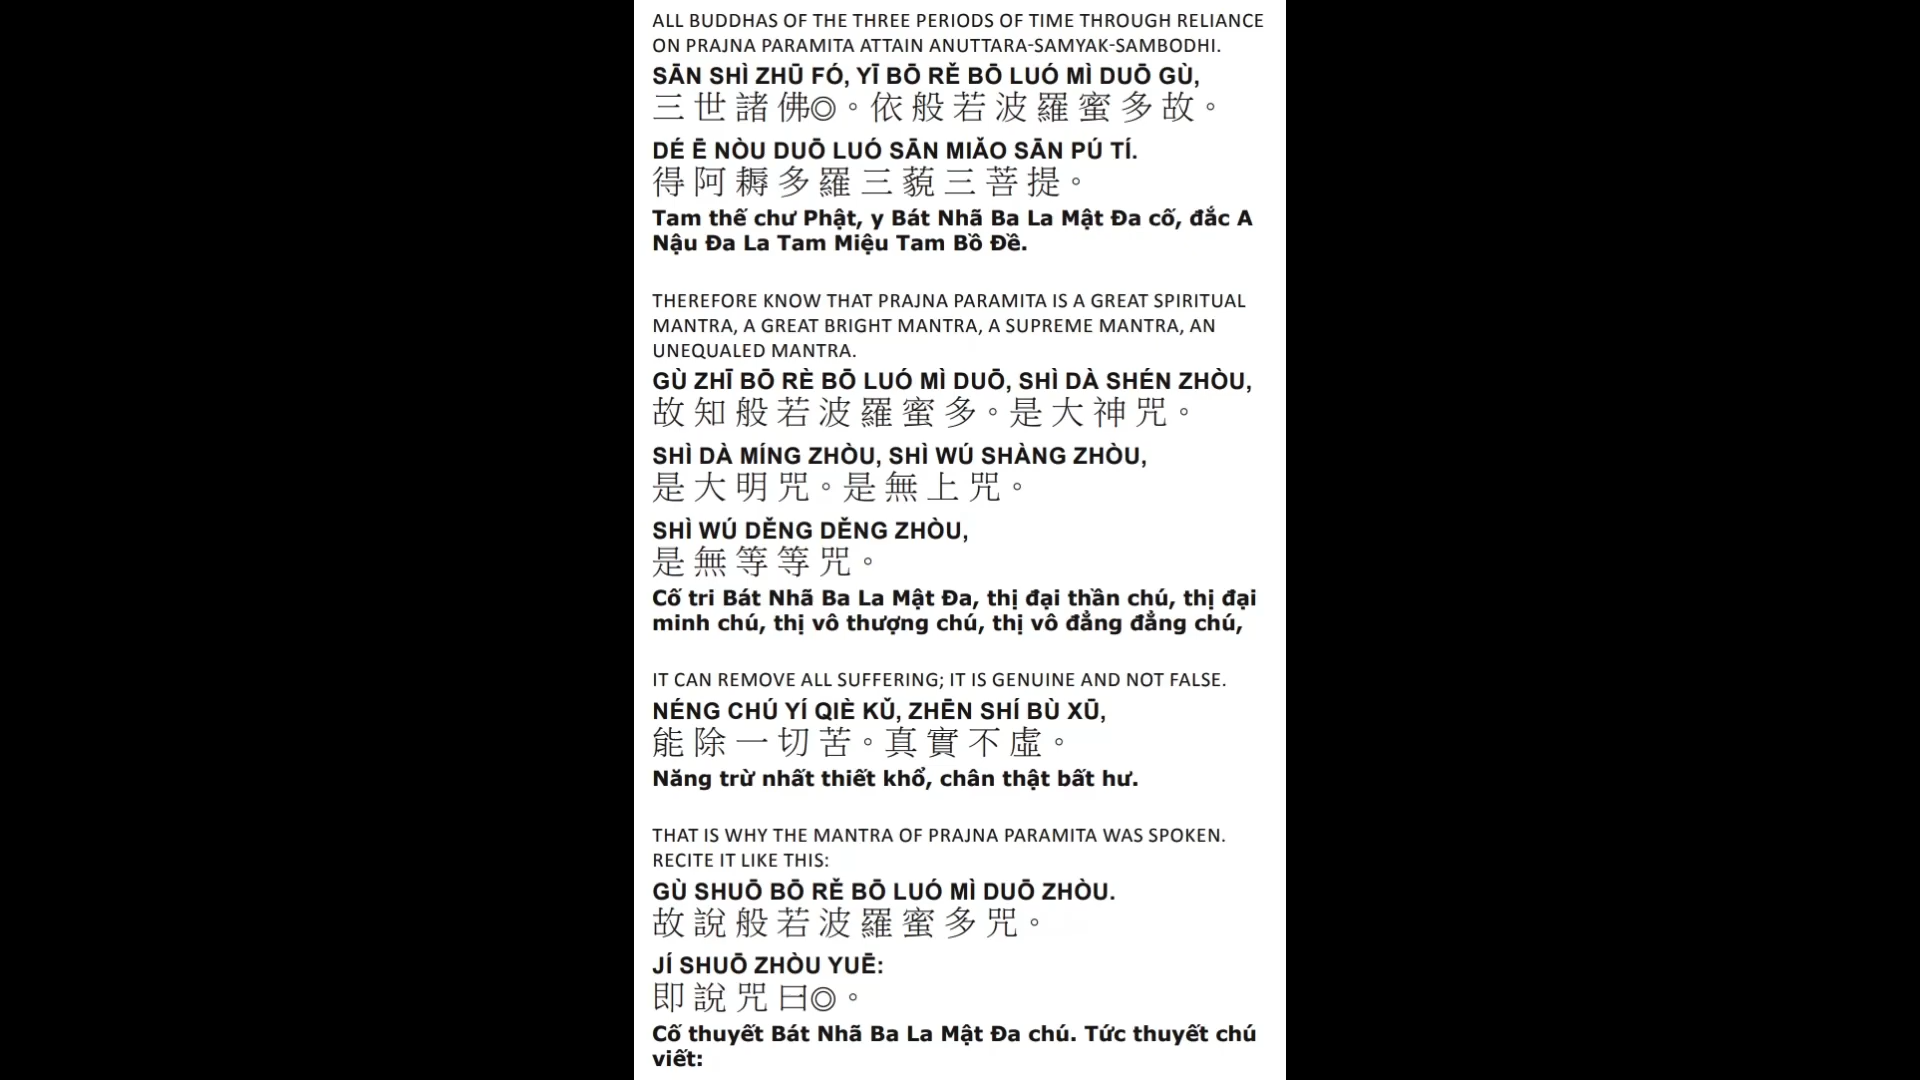 ALL BUDDHAS OF THE THREE PERIODS OF TIME THROUGH RELIANCE
ON PRAJNA PARAMITA ATTAIN ANUTTARA-SAMYAK-SAMBODHI.
SĀN SHÌ ZHŪ FÓ, YĪ BŌ RĚ BŌ LUÓ MÌ DUŌ GÙ,
三世諸佛◎。依般若波羅蜜多故。
DÉ Ē NÒU DUŌ LUÓ SĀN MIǍO SĀN PÚ TÍ.
得阿耨多羅三藐三菩提。
Tam thế chư Phật, y Bát Nhã Ba La Mật Đa cố, đắc A
Nậu Đa La Tam Miệu Tam Bồ Đề.
THEREFORE KNOW THAT PRAJNA PARAMITA IS A GREAT SPIRITUAL
MANTRA, A GREAT BRIGHT MANTRA, A SUPREME MANTRA, AN
UNEQUALED MANTRA.
GÙ ZHĪ BŌ RÈ BŌ LUÓ MÌ DUŌ, SHÌ DÀ SHÉN ZHÒU,
故知般若波羅蜜多。是大神咒。
SHÌ DÀ MÍNG ZHÒU, SHÌ WÚ SHÀNG ZHÒU,
是大明咒。是無上咒。
SHÌ WÚ DĚNG DĚNG ZHÒU,
是無等等咒。
Cố tri Bát Nhã Ba La Mật Đa, thị đại thần chú, thị đại
minh chú, thị vô thượng chú, thị vô đẳng đẳng chú,
IT CAN REMOVE ALL SUFFERING; IT IS GENUINE AND NOT FALSE.
NÉNG CHÚ YÍ QIÈ KǓ, ZHĒN SHÍ BÙ XŪ,
能除一切苦。真實不虛。
Năng trừ nhất thiết khổ, chân thật bất hư.
THAT IS WHY THE MANTRA OF PRAJNA PARAMITA WAS SPOKEN.
RECITE IT LIKE THIS:
GÙ SHUŌ BŌ RĚ BŌ LUÓ MÌ DUŌ ZHÒU.
故說般若波羅蜜多咒。
JÍ SHUŌ ZHÒU YUĒ:
即說咒曰◎。
Cố thuyết Bát Nhã Ba La Mật Đa chú. Tức thuyết chú
viết: